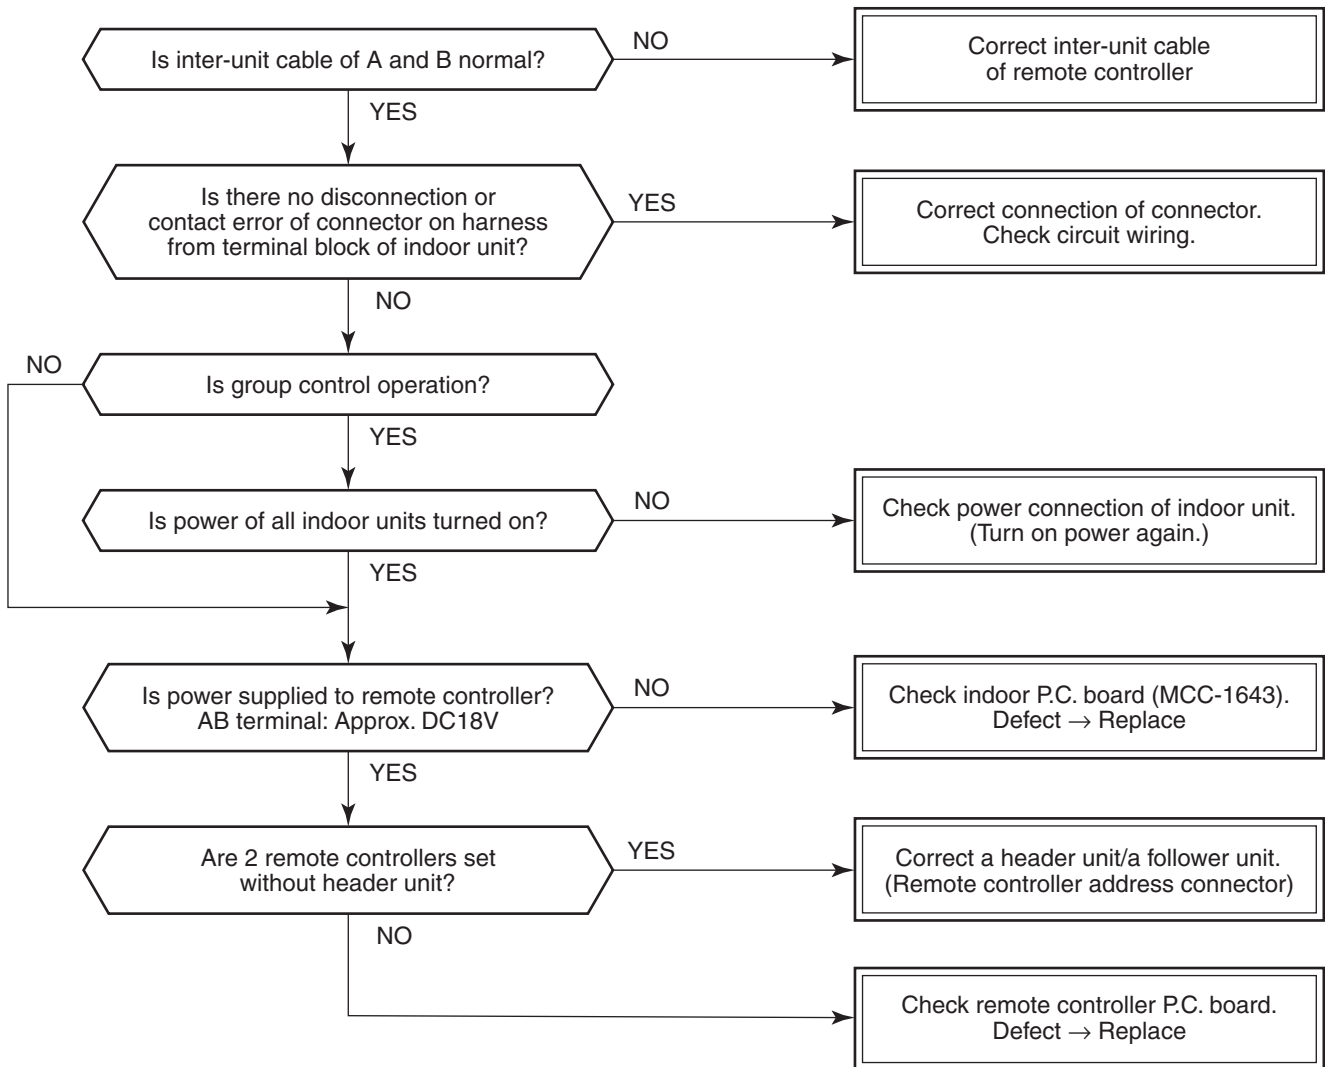 Is inter-unit cable of A and B normal?
NO
Correct inter-unit cable
of remote controller
YES
Is there no disconnection or
contact error of connector on harness
from terminal block of indoor unit?
YES
Correct connection of connector.
Check circuit wiring.
NO
NO
Is group control operation?
YES
Is power of all indoor units turned on?
NO
Check power connection of indoor unit.
(Turn on power again.)
YES
Is power supplied to remote controller?
AB terminal: Approx. DC18V
NO
Check indoor P.C. board (MCC-1643).
Defect → Replace
YES
Are 2 remote controllers set
without header unit?
YES
Correct a header unit/a follower unit.
(Remote controller address connector)
NO
Check remote controller P.C. board.
Defect → Replace